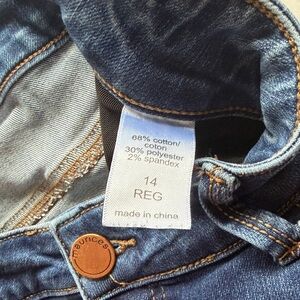 68% cotton/
coton
30% polyester
2% spandex
14
REG
made in china
maurices